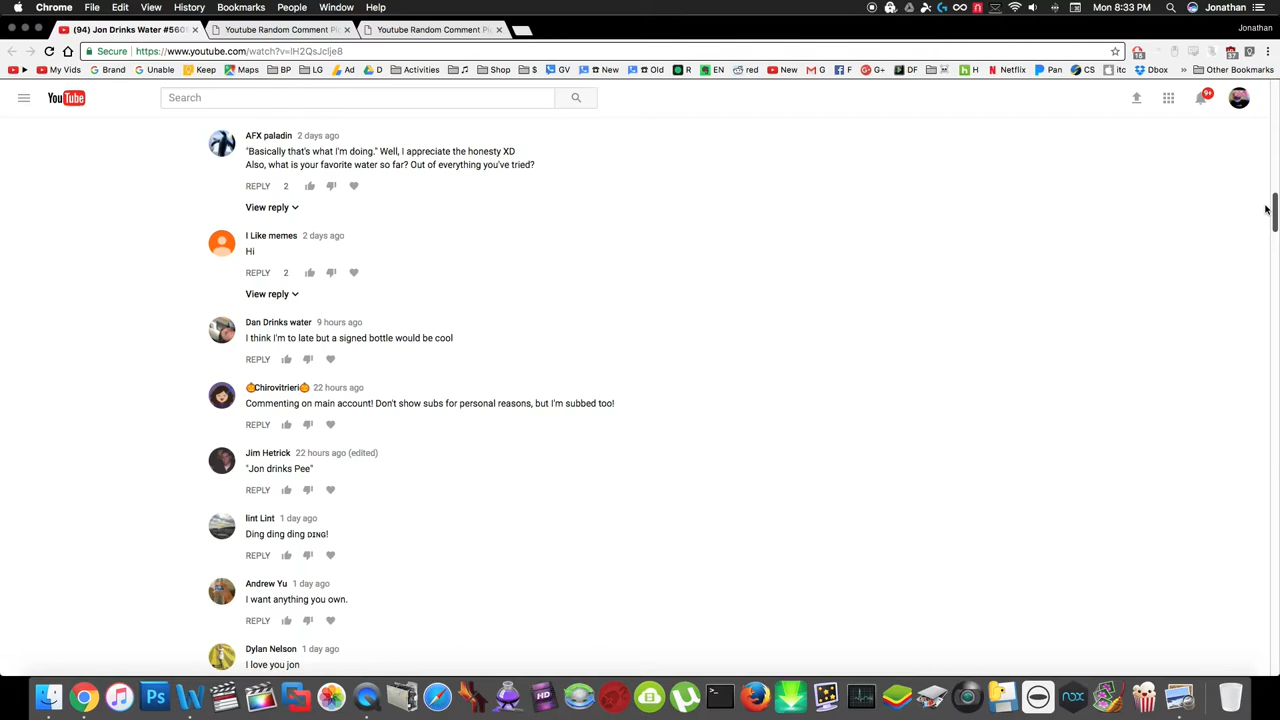 Chrome File Edit View History Bookmarks People Window Help
Mon 8:33 PM Jonathan
(94) Jon Drinks Water #560
Youtube Random Comment Pi
Youtube Random Comment Pi
Jonathan
Secure https://www.youtube.com/watch?v=lH2QsJclje8
My Vids Brand Unable Keep Maps BP LG Ad D Activities Shop $ GV New Old R EN red New G F G+ DF H Netflix Pan CS itc Dbox » Other Bookmarks
YouTube
Search
9+
AFX paladin 2 days ago
"Basically that's what I'm doing." Well, I appreciate the honesty XD
Also, what is your favorite water so far? Out of everything you've tried?
REPLY 2
View reply
I Like memes 2 days ago
Hi
REPLY 2
View reply
Dan Drinks water 9 hours ago
I think I'm to late but a signed bottle would be cool
REPLY
🎃Chirovitrieri🎃 22 hours ago
Commenting on main account! Don't show subs for personal reasons, but I'm subbed too!
REPLY
Jim Hetrick 22 hours ago (edited)
"Jon drinks Pee"
REPLY
lint Lint 1 day ago
Ding ding ding ᴅɪɴɢ!
REPLY
Andrew Yu 1 day ago
I want anything you own.
REPLY
Dylan Nelson 1 day ago
I love you jon